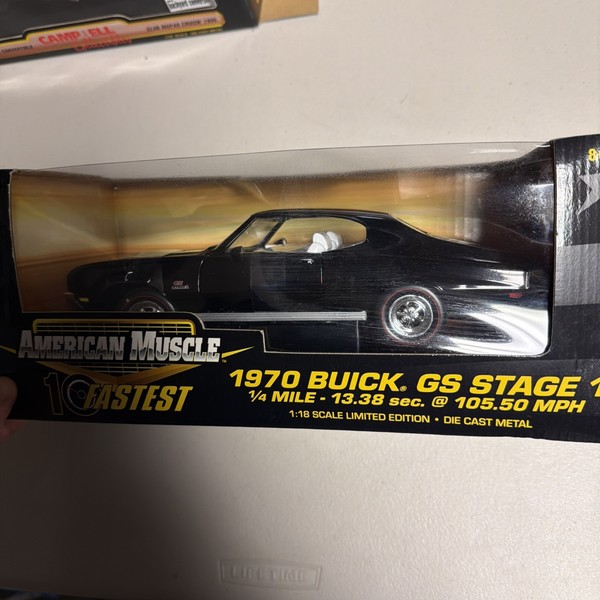 CAMPBELL
AMERICAN MUSCLE
10 FASTEST
1970 BUICK GS STAGE 1
1/4 MILE - 13.38 sec. @ 105.50 MPH
1:18 SCALE LIMITED EDITION • DIE CAST METAL
LIFETIME